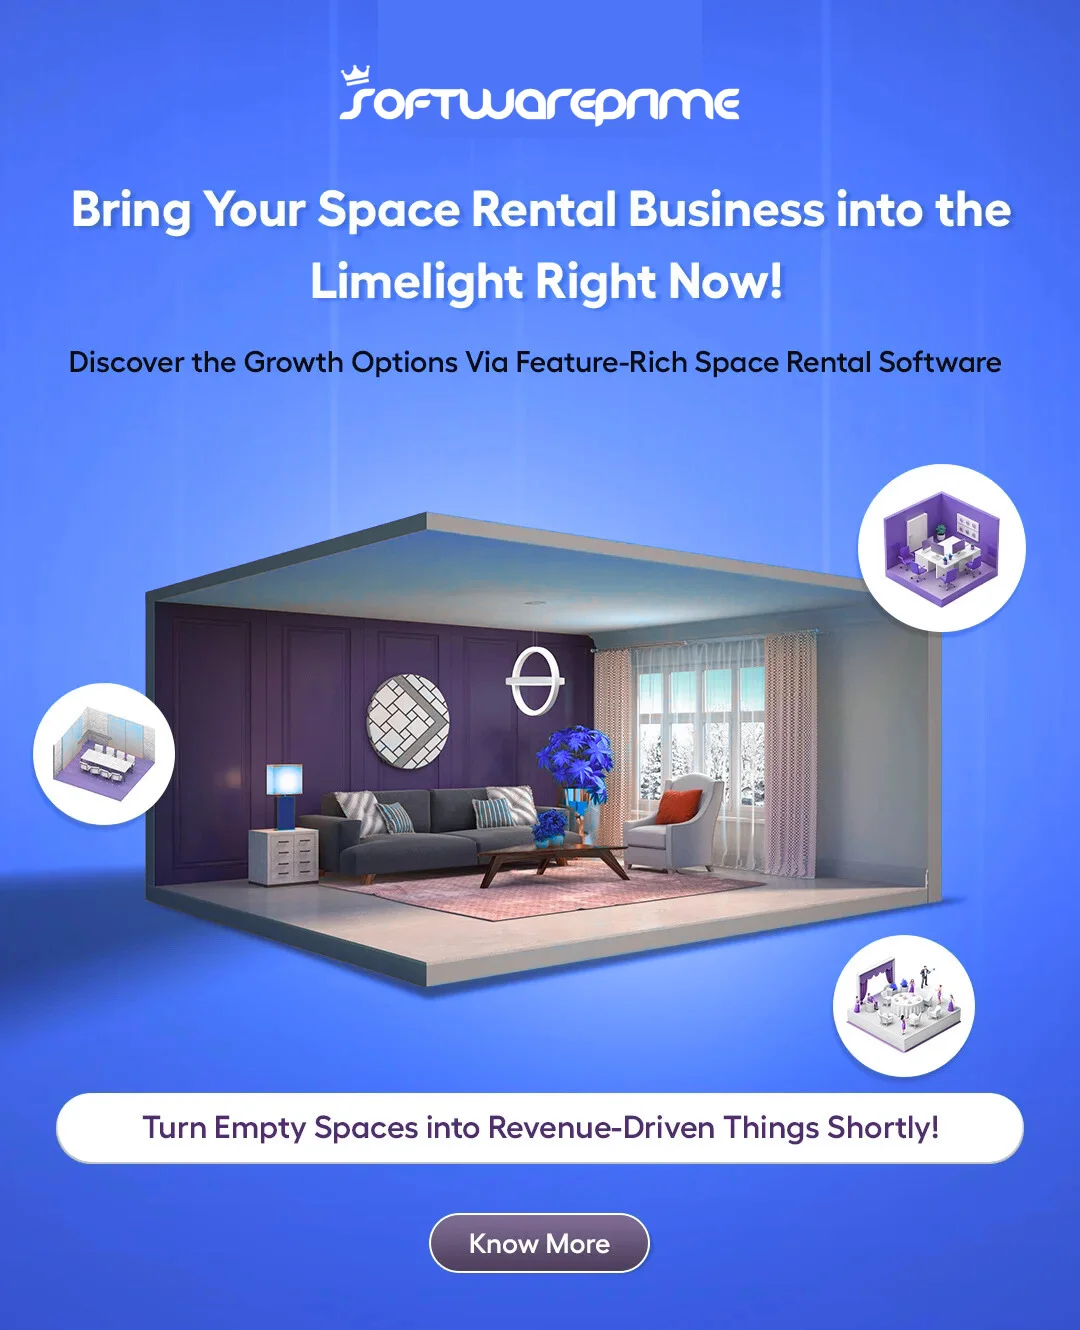 SOFTWAREPRIME
Bring Your Space Rental Business into the
Limelight Right Now!
Discover the Growth Options Via Feature-Rich Space Rental Software
Turn Empty Spaces into Revenue-Driven Things Shortly!
Know More